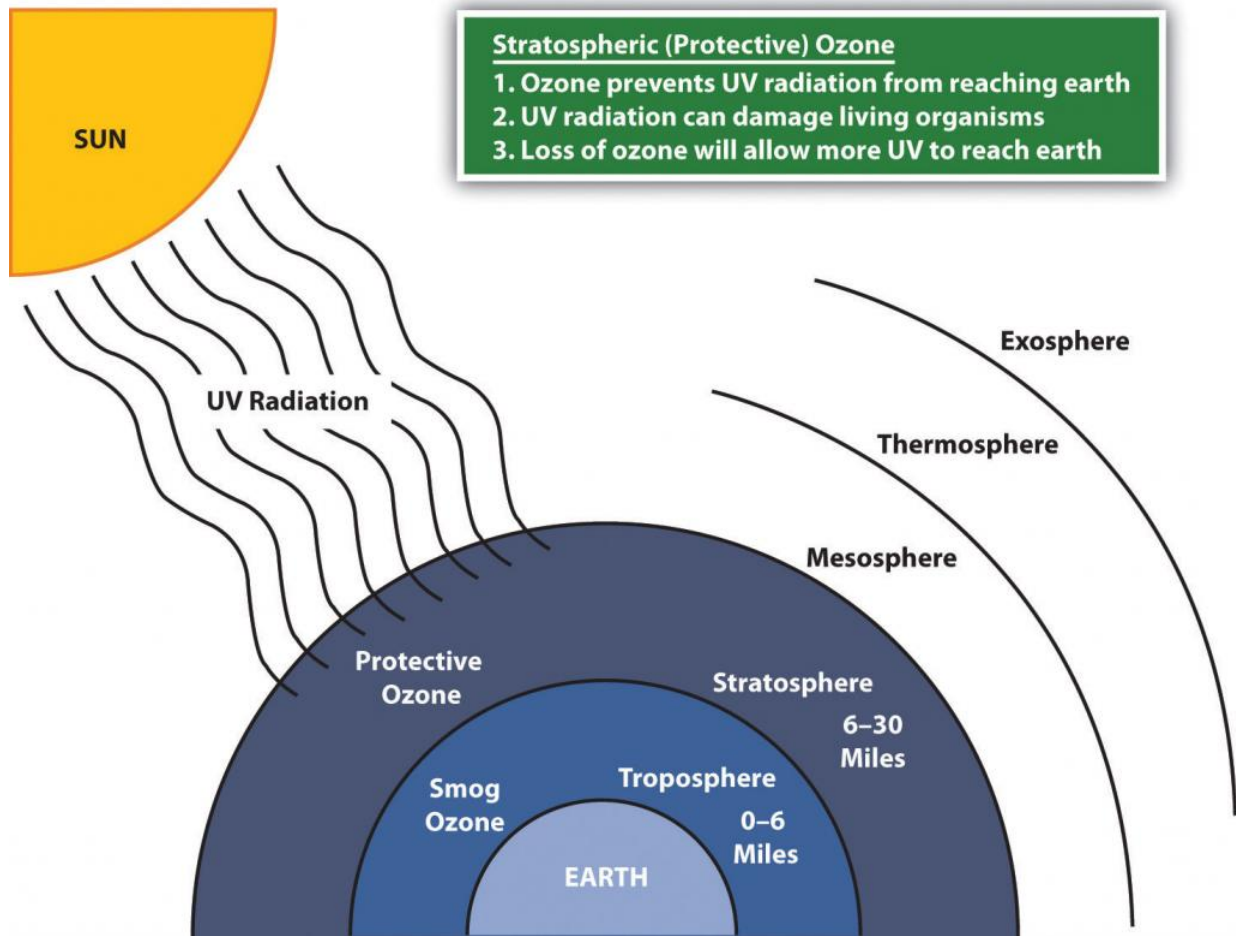 Stratospheric (Protective) Ozone
1. Ozone prevents UV radiation from reaching earth
2. UV radiation can damage living organisms
3. Loss of ozone will allow more UV to reach earth
SUN
Exosphere
UV Radiation
Thermosphere
Mesosphere
Protective
Ozone
Stratosphere
6–30
Miles
Smog
Ozone
Troposphere
0–6
Miles
EARTH